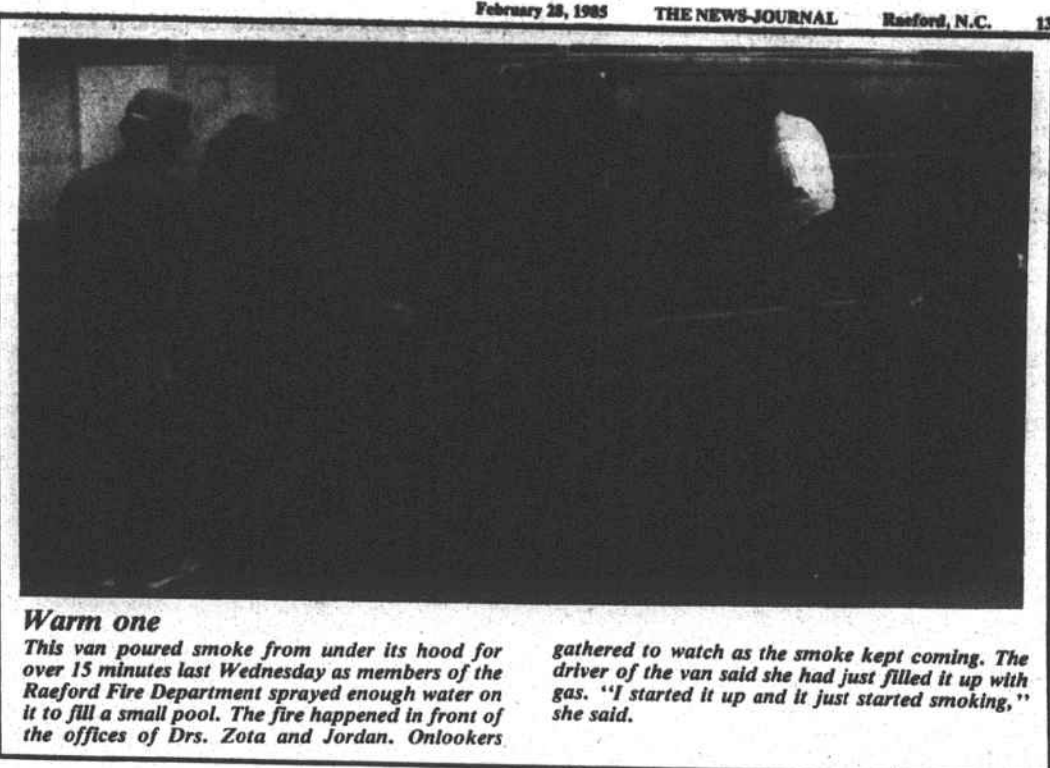 February 28, 1985 THE NEWS-JOURNAL Raeford, N.C. 13
Warm one
This van poured smoke from under its hood for
over 15 minutes last Wednesday as members of the
Raeford Fire Department sprayed enough water on
it to fill a small pool. The fire happened in front of
the offices of Drs. Zota and Jordan. Onlookers
gathered to watch as the smoke kept coming. The
driver of the van said she had just filled it up with
gas. “I started it up and it just started smoking,”
she said.